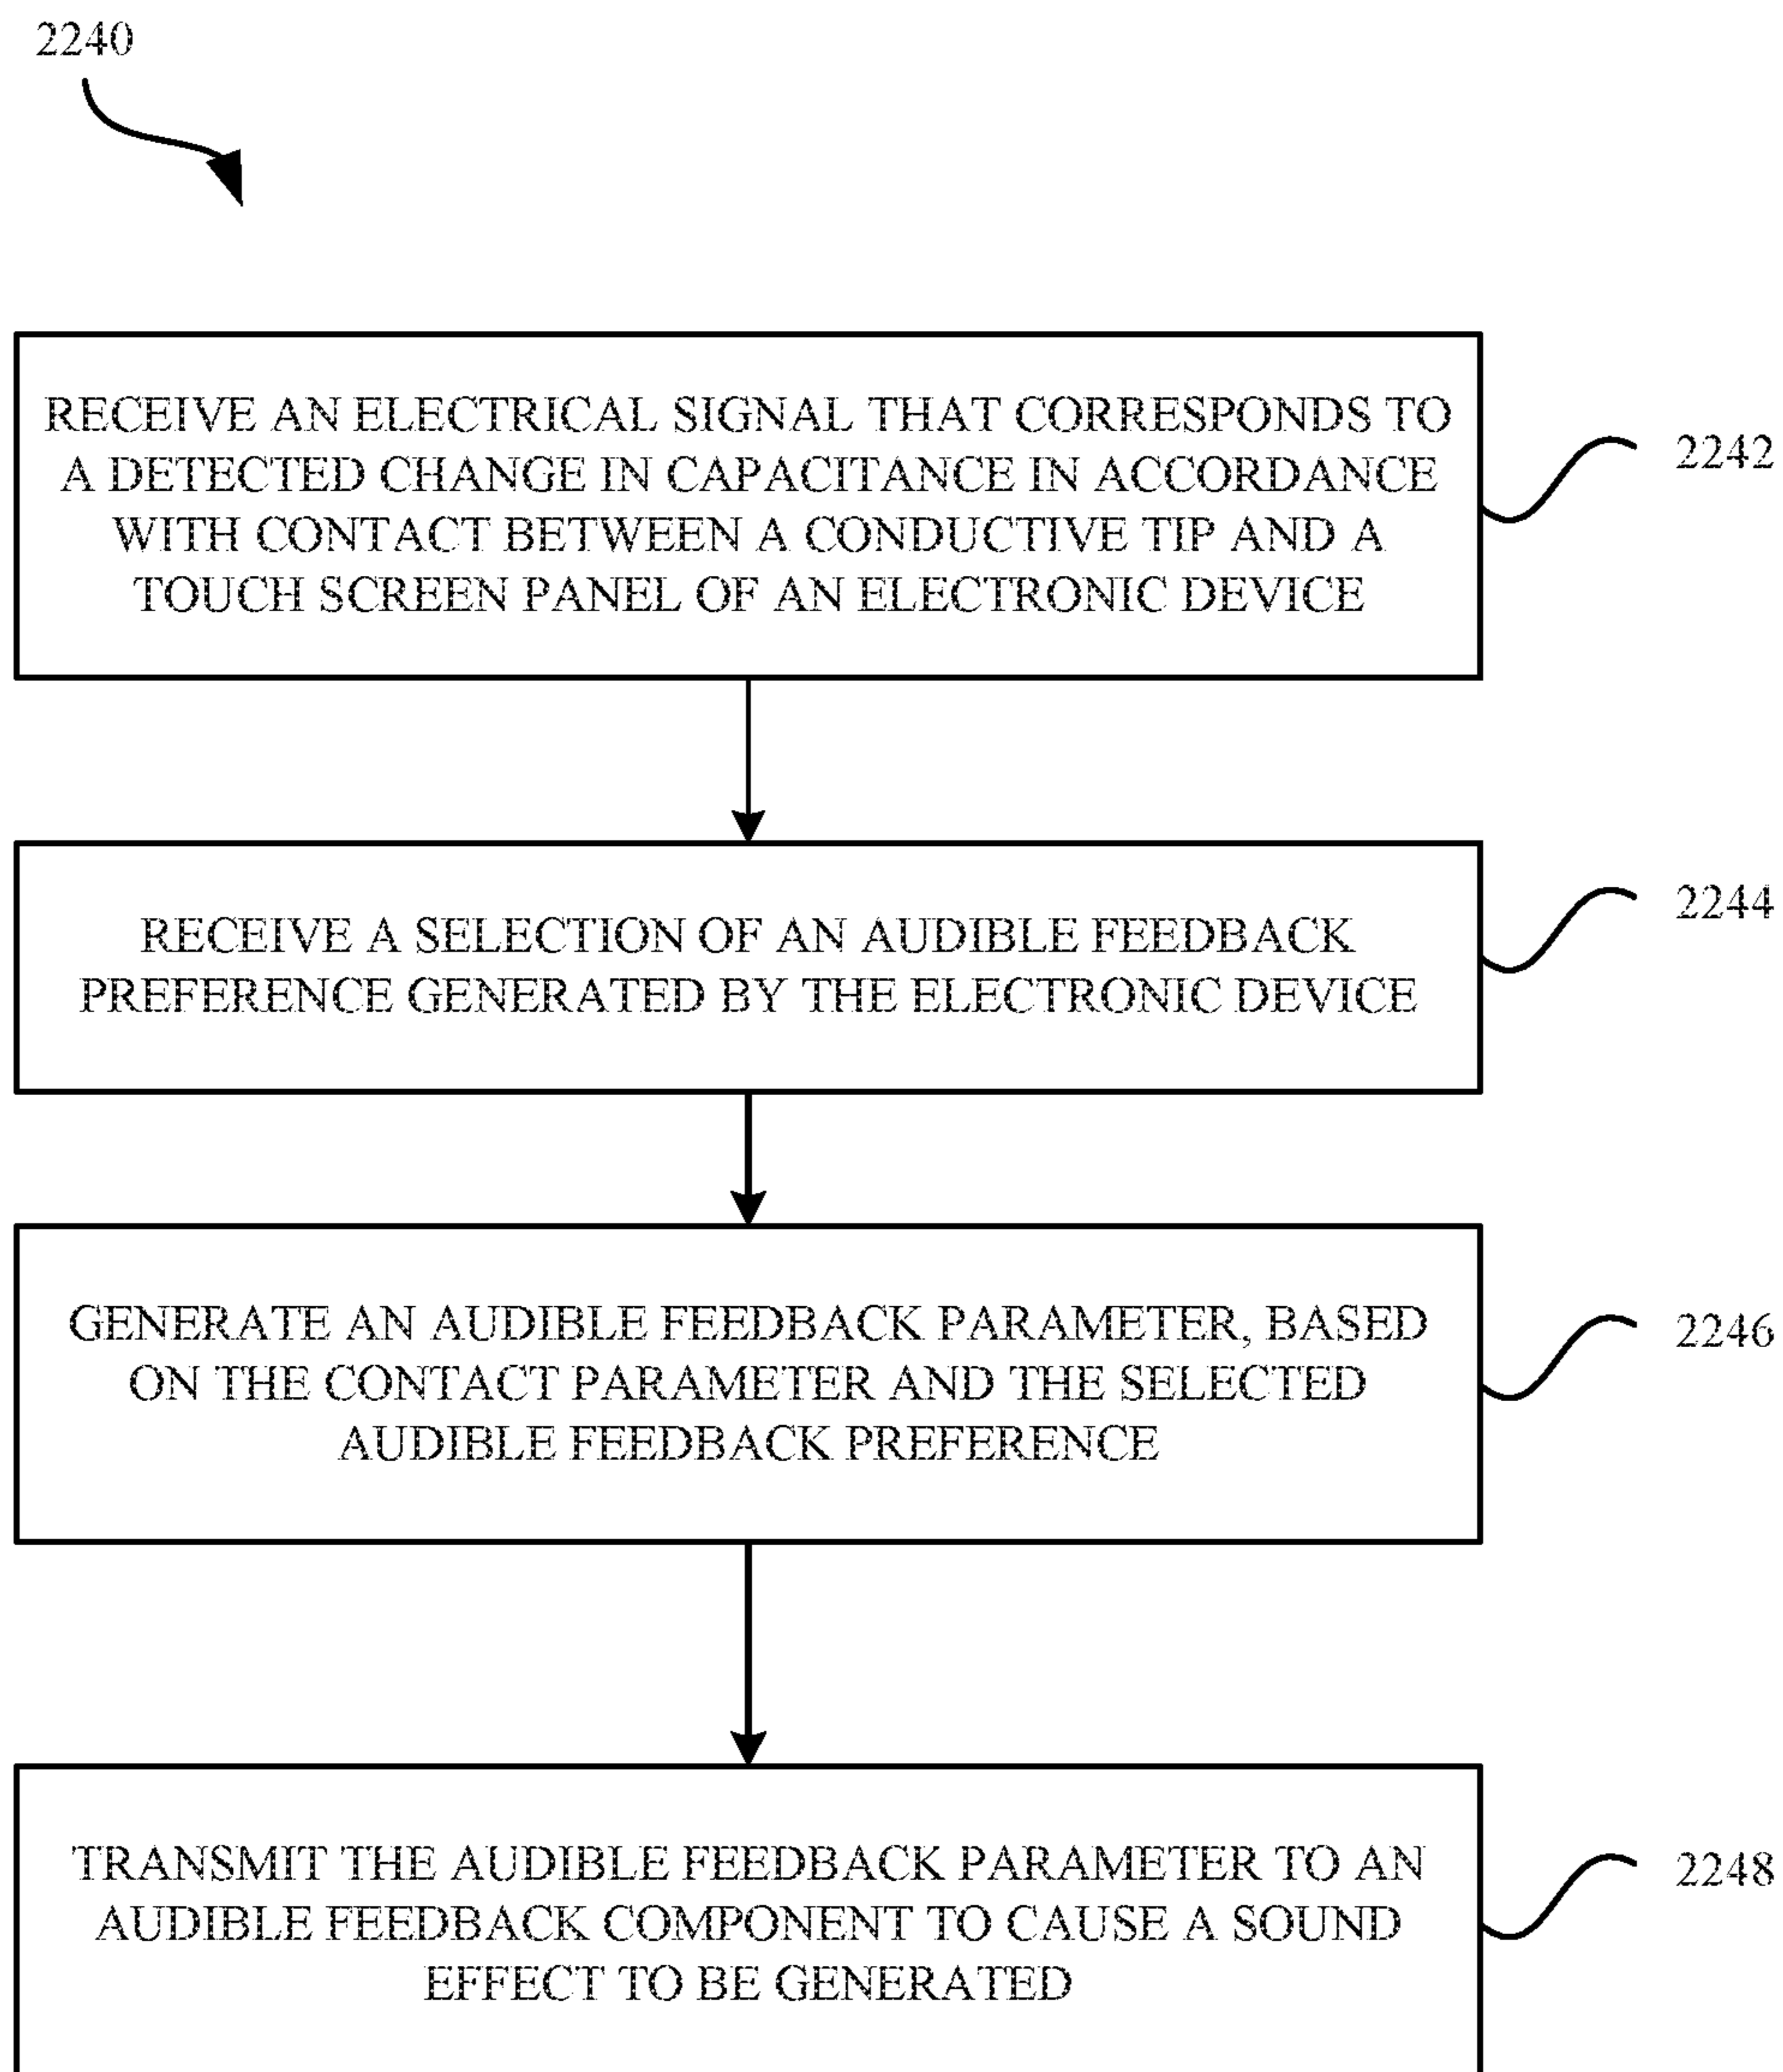 2240
RECEIVE AN ELECTRICAL SIGNAL THAT CORRESPONDS TO
A DETECTED CHANGE IN CAPACITANCE IN ACCORDANCE
WITH CONTACT BETWEEN A CONDUCTIVE TIP AND A
TOUCH SCREEN PANEL OF AN ELECTRONIC DEVICE
2242
RECEIVE A SELECTION OF AN AUDIBLE FEEDBACK
PREFERENCE GENERATED BY THE ELECTRONIC DEVICE
2244
GENERATE AN AUDIBLE FEEDBACK PARAMETER, BASED
ON THE CONTACT PARAMETER AND THE SELECTED
AUDIBLE FEEDBACK PREFERENCE
2246
TRANSMIT THE AUDIBLE FEEDBACK PARAMETER TO AN
AUDIBLE FEEDBACK COMPONENT TO CAUSE A SOUND
EFFECT TO BE GENERATED
2248